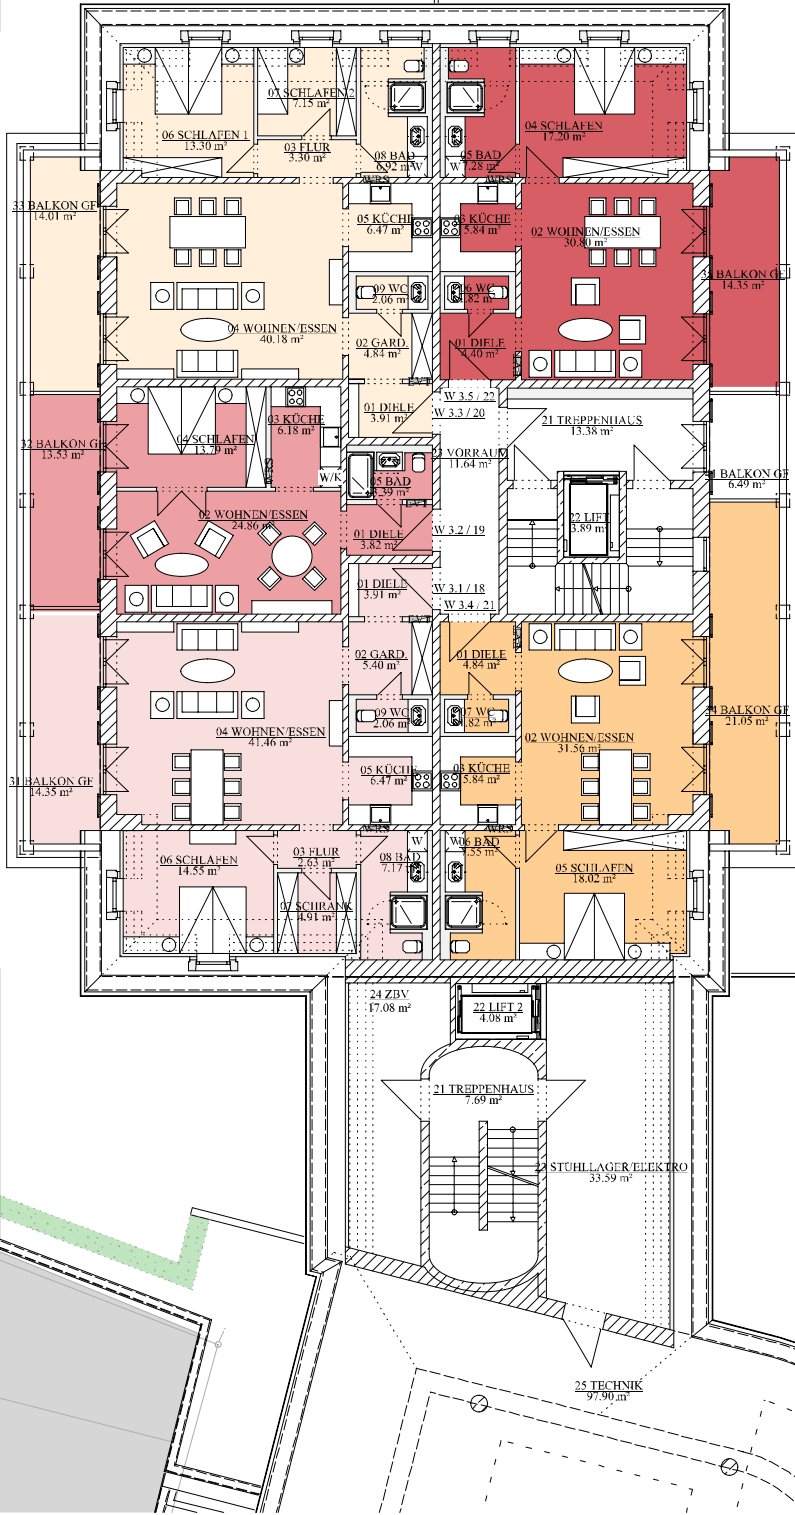 07 SCHLAFEN 2
7.15 m²
06 SCHLAFEN 1
13.30 m²
03 FLUR
3.30 m²
08 BAD
6.92 m²
W
WRS
04 SCHLAFEN
17.20 m²
05 BAD
7.28 m²
W
WRS
33 BALKON GF
14.01 m²
05 KÜCHE
6.47 m²
03 KÜCHE
5.84 m²
02 WOHNEN/ESSEN
30.80 m²
35 BALKON GF
14.35 m²
09 WC
2.06 m²
06 WC
1.82 m²
04 WOHNEN/ESSEN
40.18 m²
02 GARD.
4.84 m²
01 DIELE
4.40 m²
EVT
EVT
W 3.5 / 22
W 3.3 / 20
01 DIELE
3.91 m²
03 KÜCHE
6.18 m²
21 TREPPENHAUS
13.38 m²
32 BALKON GF
13.53 m²
04 SCHLAFEN
13.79 m²
WRS
W/K
23 VORRAUM
11.64 m²
05 BAD
5.39 m²
BALKON GF
6.49 m²
EVT
02 WOHNEN/ESSEN
24.86 m²
22 LIFT
3.89 m²
01 DIELE
3.82 m²
W 3.2 / 19
01 DIELE
3.91 m²
W 3.1 / 18
W 3.4 / 21
EVT
EVT
02 GARD.
5.40 m²
01 DIELE
4.84 m²
09 WC
2.06 m²
07 WC
1.82 m²
34 BALKON GF
21.05 m²
04 WOHNEN/ESSEN
41.46 m²
02 WOHNEN/ESSEN
31.56 m²
31 BALKON GF
14.35 m²
05 KÜCHE
6.47 m²
03 KÜCHE
5.84 m²
WRS
WRS
W
W
06 SCHLAFEN
14.55 m²
03 FLUR
2.63 m²
08 BAD
7.17 m²
06 BAD
7.55 m²
05 SCHLAFEN
18.02 m²
07 SCHRANK
4.91 m²
24 ZBV
17.08 m²
22 LIFT 2
4.08 m²
21 TREPPENHAUS
7.69 m²
23 STUHLLAGER/ELEKTRO
33.59 m²
25 TECHNIK
97.90 m²